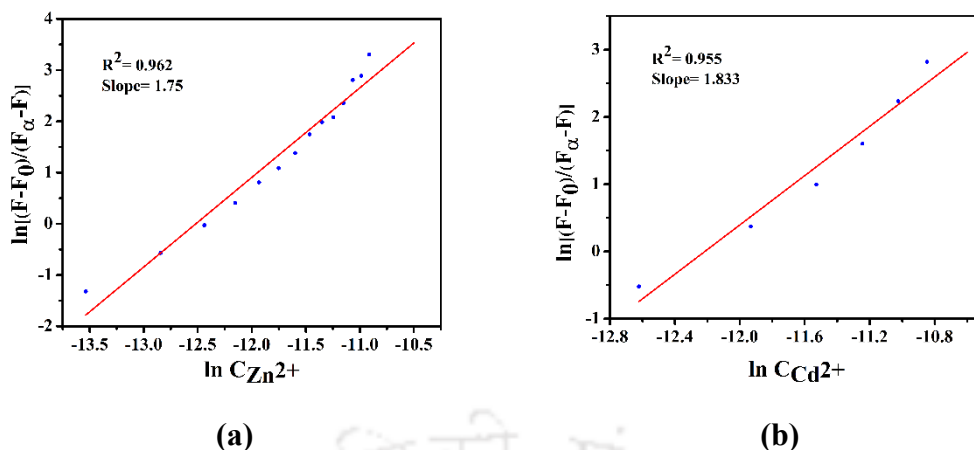 4
3
2
1
0
-1
-2
ln[(F-F0)/(Fα-F)]
R2= 0.962
Slope= 1.75
-13.5 -13.0 -12.5 -12.0 -11.5 -11.0 -10.5
ln CZn2+
(a)
3
2
1
0
-1
ln[(F-F0)/(Fα-F)]
R2= 0.955
Slope= 1.833
-12.8 -12.4 -12.0 -11.6 -11.2 -10.8
ln CCd2+
(b)